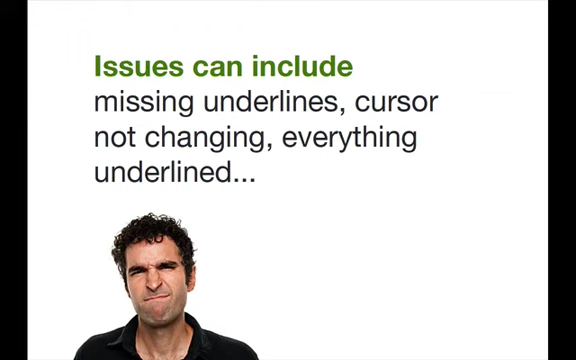 Issues can include
missing underlines, cursor
not changing, everything
underlined...